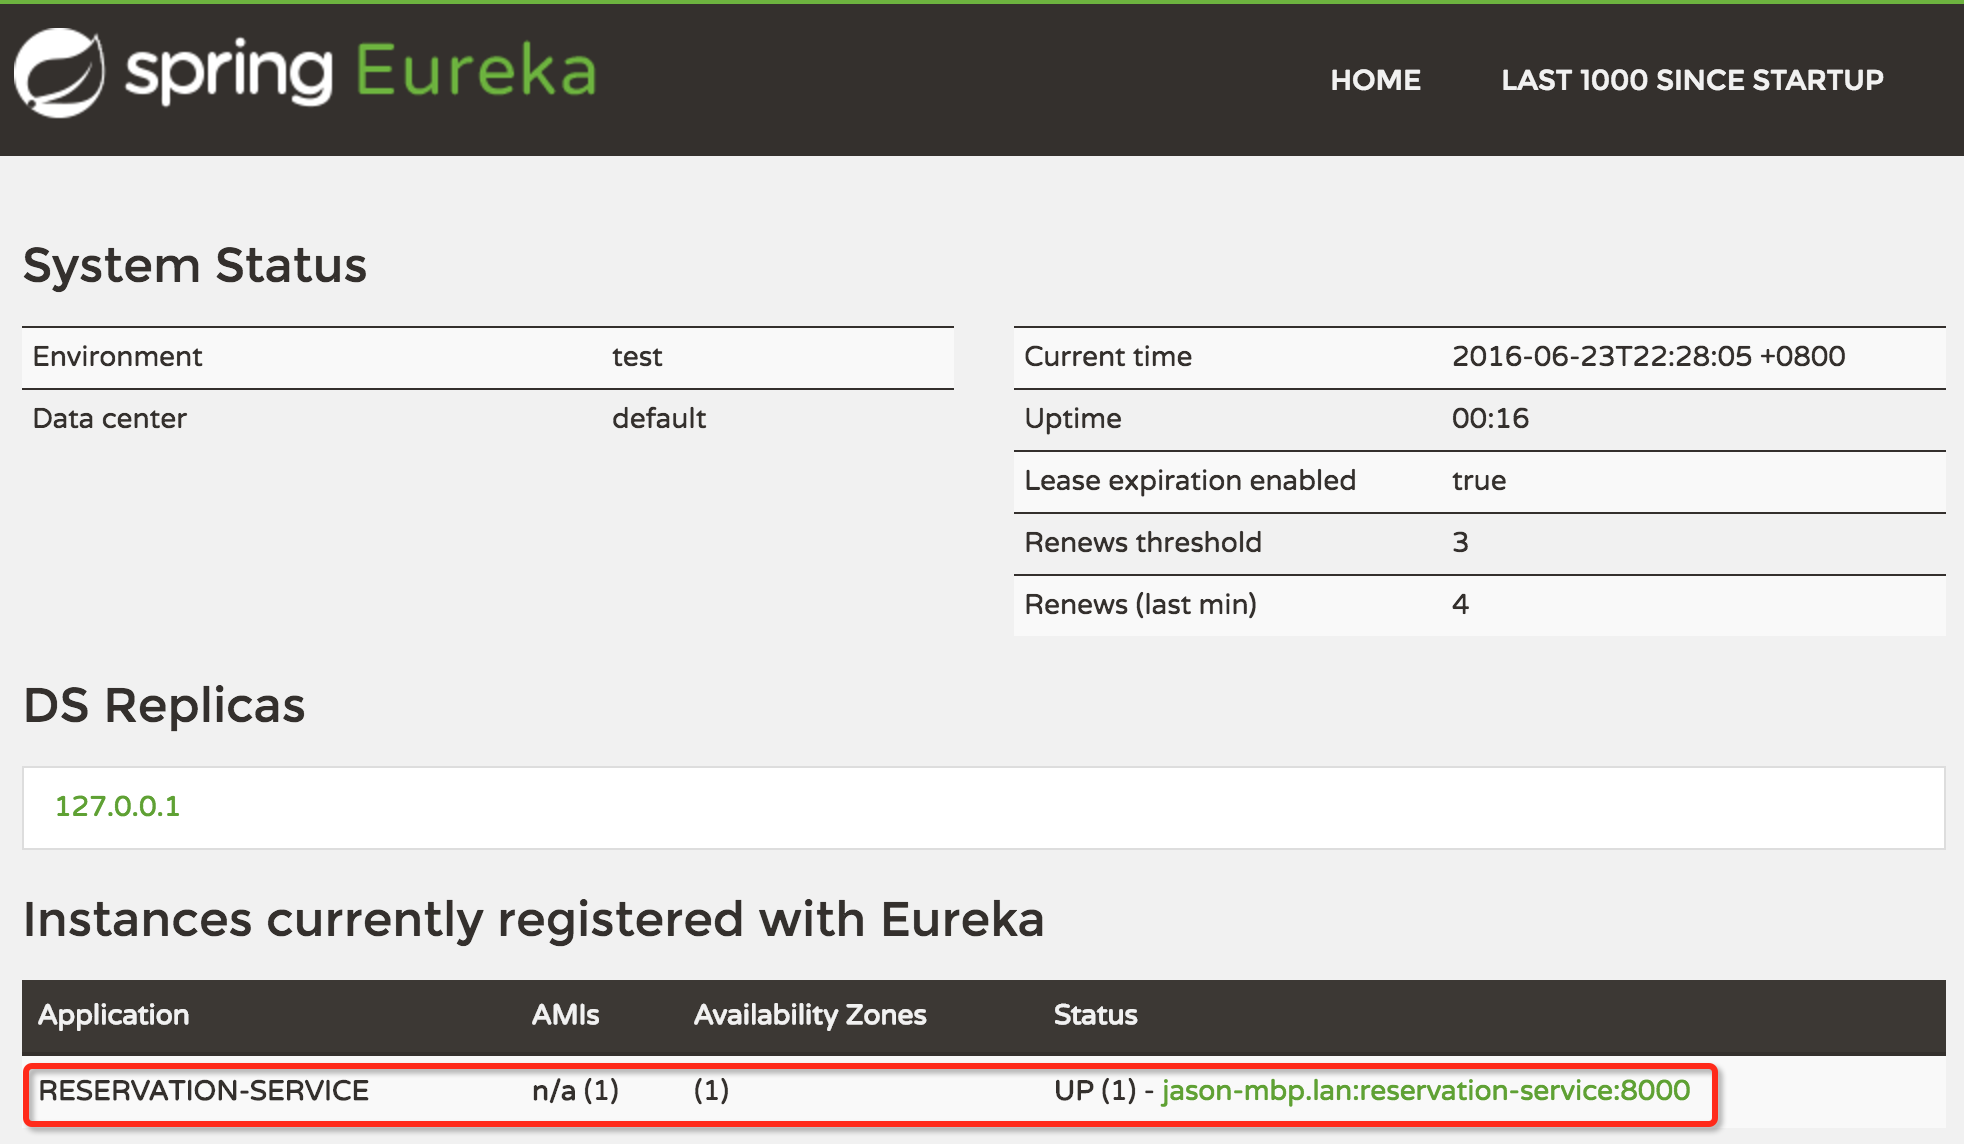 spring Eureka
HOME LAST 1000 SINCE STARTUP
System Status
Environment test
Data center default
Current time 2016-06-23T22:28:05 +0800
Uptime 00:16
Lease expiration enabled true
Renews threshold 3
Renews (last min) 4
DS Replicas
127.0.0.1
Instances currently registered with Eureka
Application AMIs Availability Zones Status
RESERVATION-SERVICE n/a (1) (1) UP (1) - jason-mbp.lan:reservation-service:8000